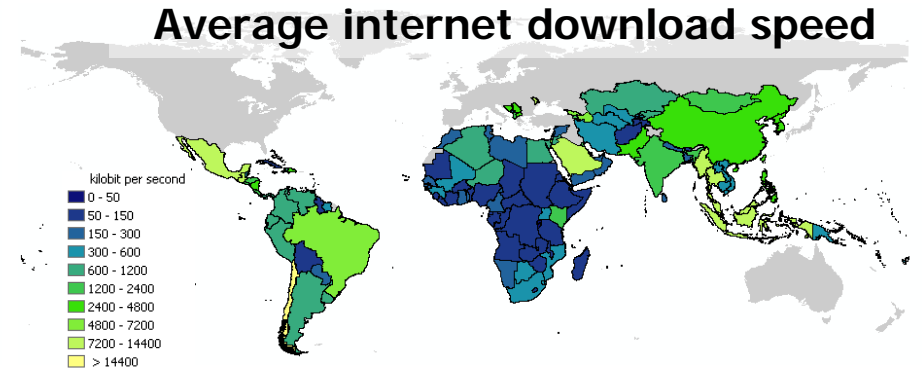 Average internet download speed
kilobit per second
0 - 50
50 - 150
150 - 300
300 - 600
600 - 1200
1200 - 2400
2400 - 4800
4800 - 7200
7200 - 14400
> 14400